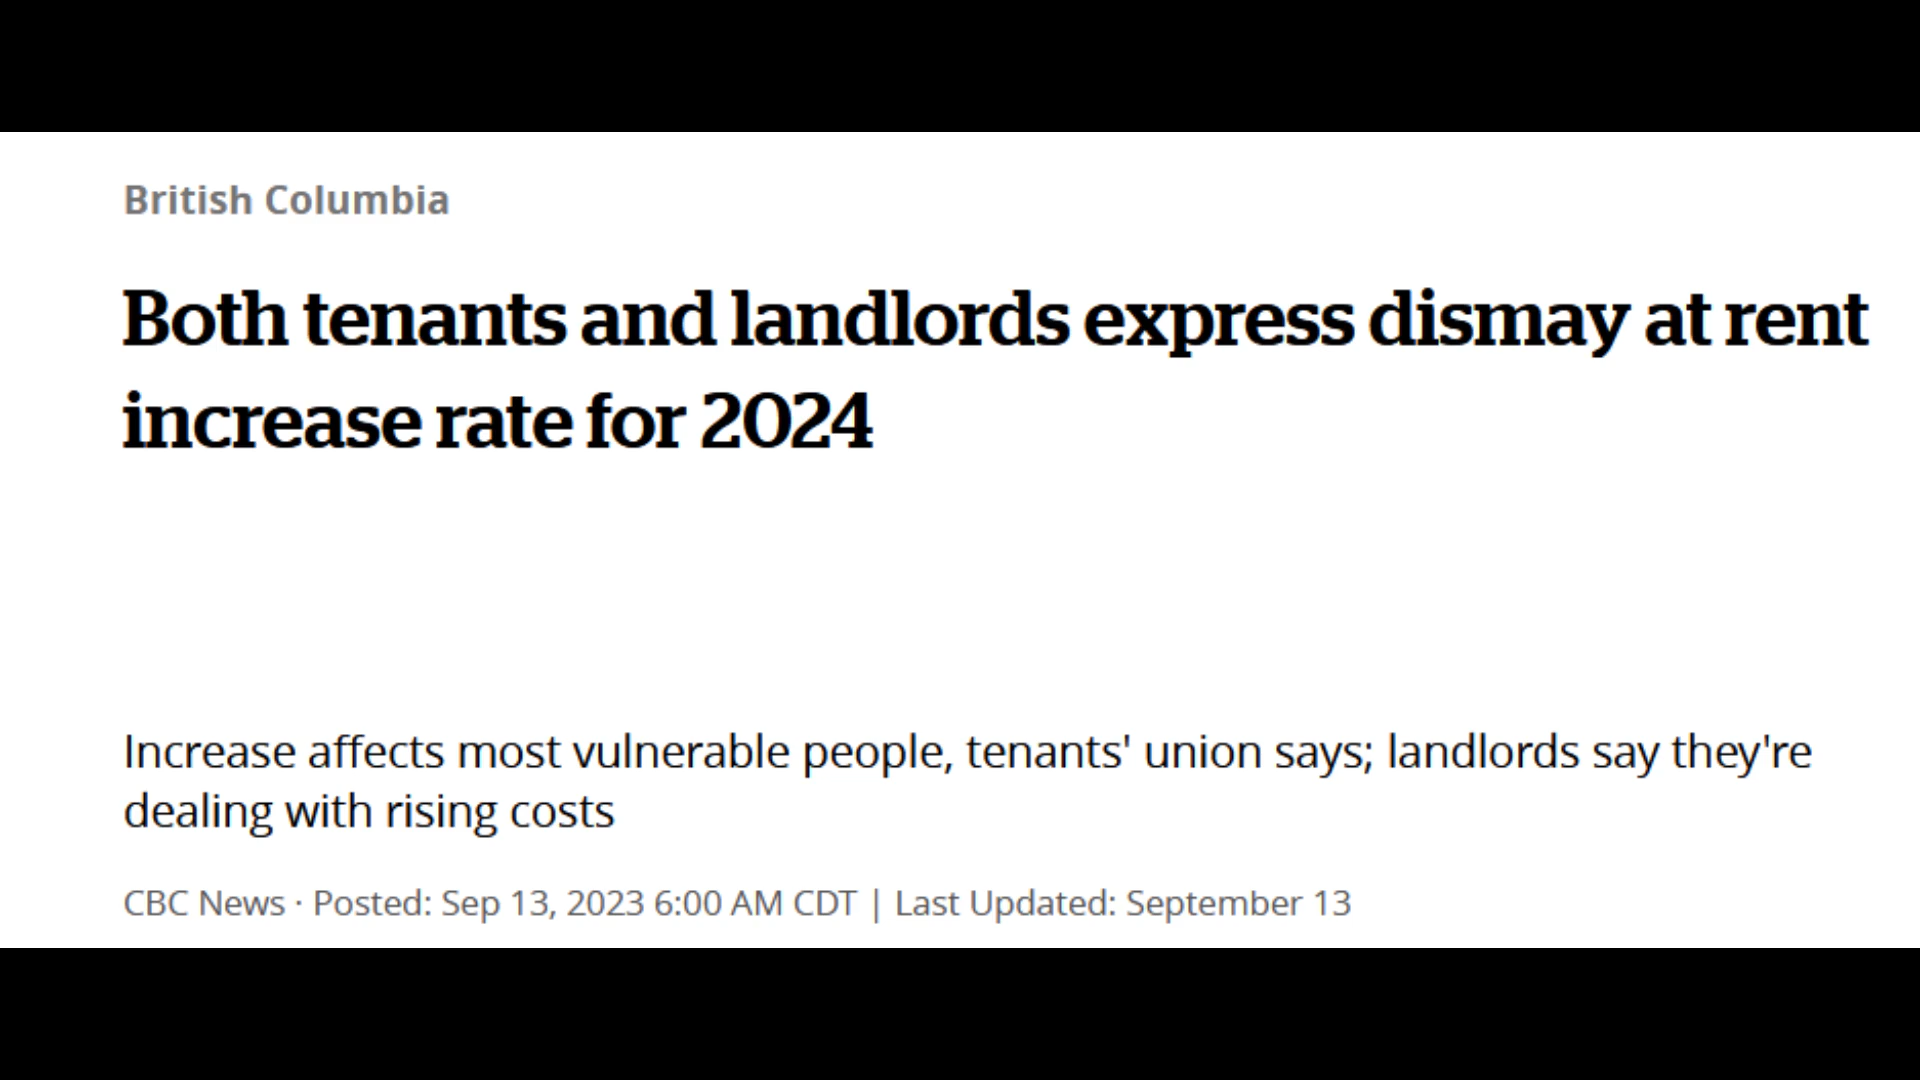 British Columbia
Both tenants and landlords express dismay at rent
increase rate for 2024
Increase affects most vulnerable people, tenants' union says; landlords say they're
dealing with rising costs
CBC News · Posted: Sep 13, 2023 6:00 AM CDT | Last Updated: September 13